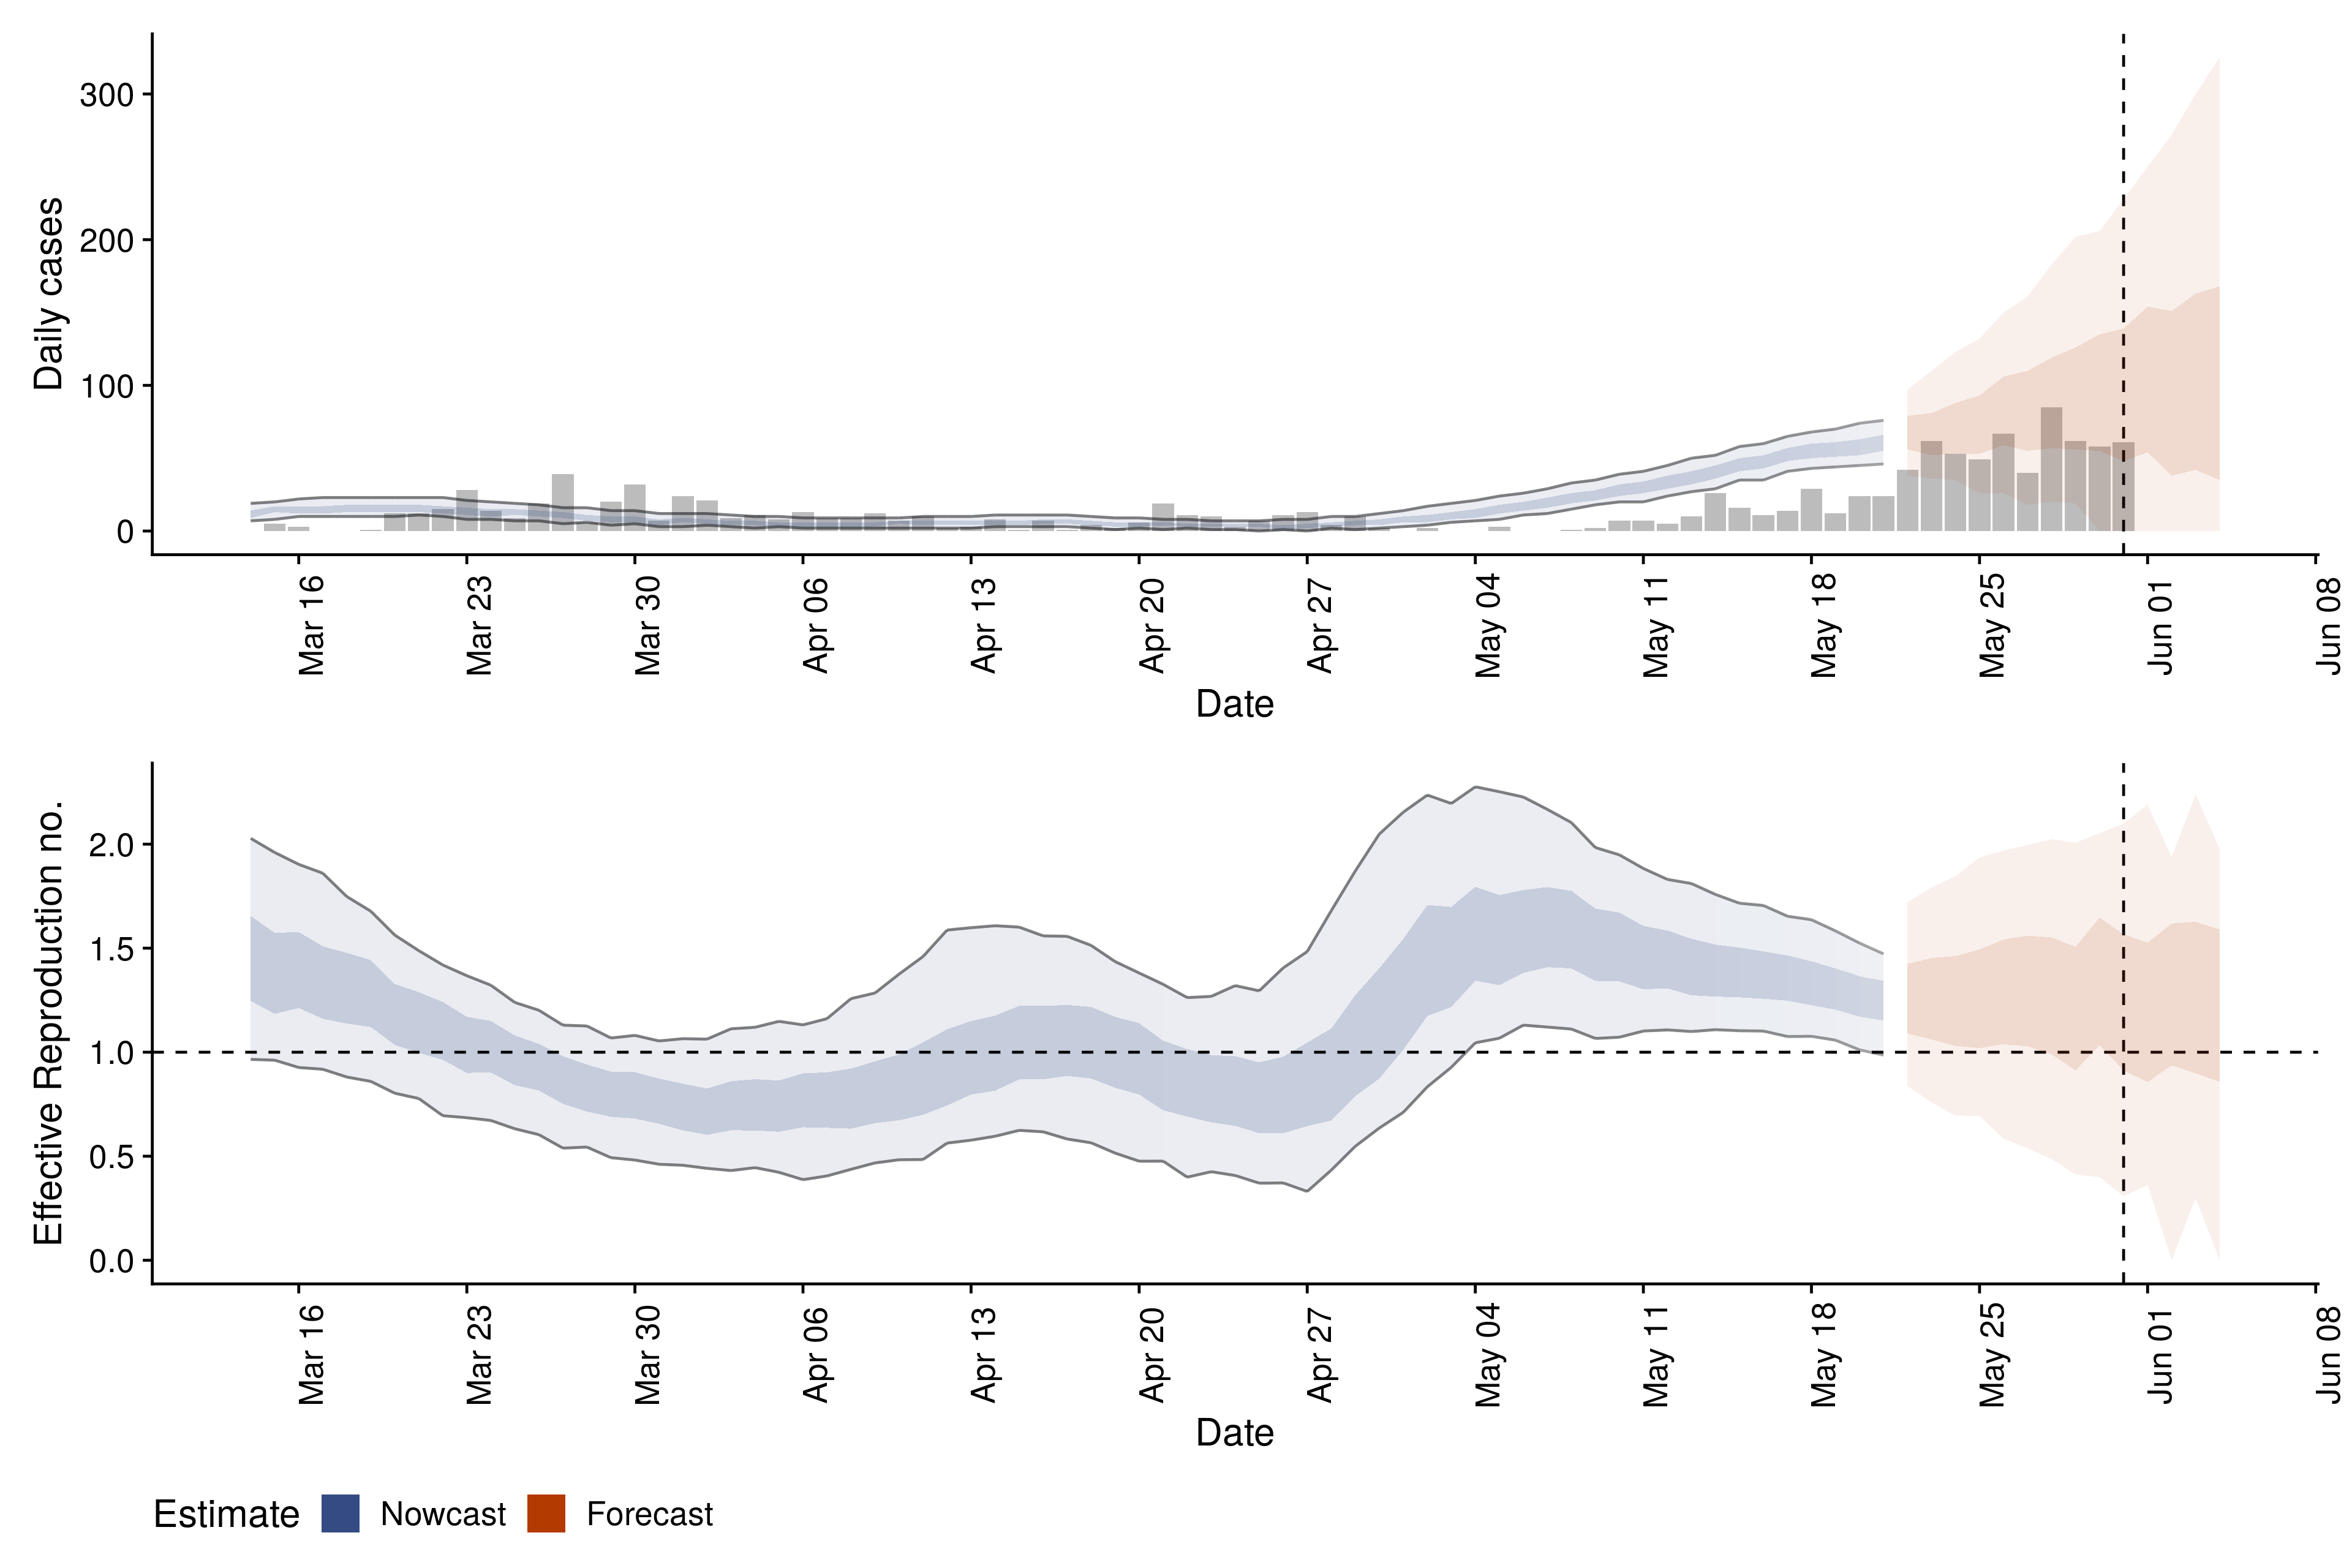 Daily cases
300
200
100
0
Mar 16
Mar 23
Mar 30
Apr 06
Apr 13
Apr 20
Apr 27
May 04
May 11
May 18
May 25
Jun 01
Jun 08
Date
Effective Reproduction no.
2.0
1.5
1.0
0.5
0.0
Mar 16
Mar 23
Mar 30
Apr 06
Apr 13
Apr 20
Apr 27
May 04
May 11
May 18
May 25
Jun 01
Jun 08
Date
Estimate Nowcast Forecast